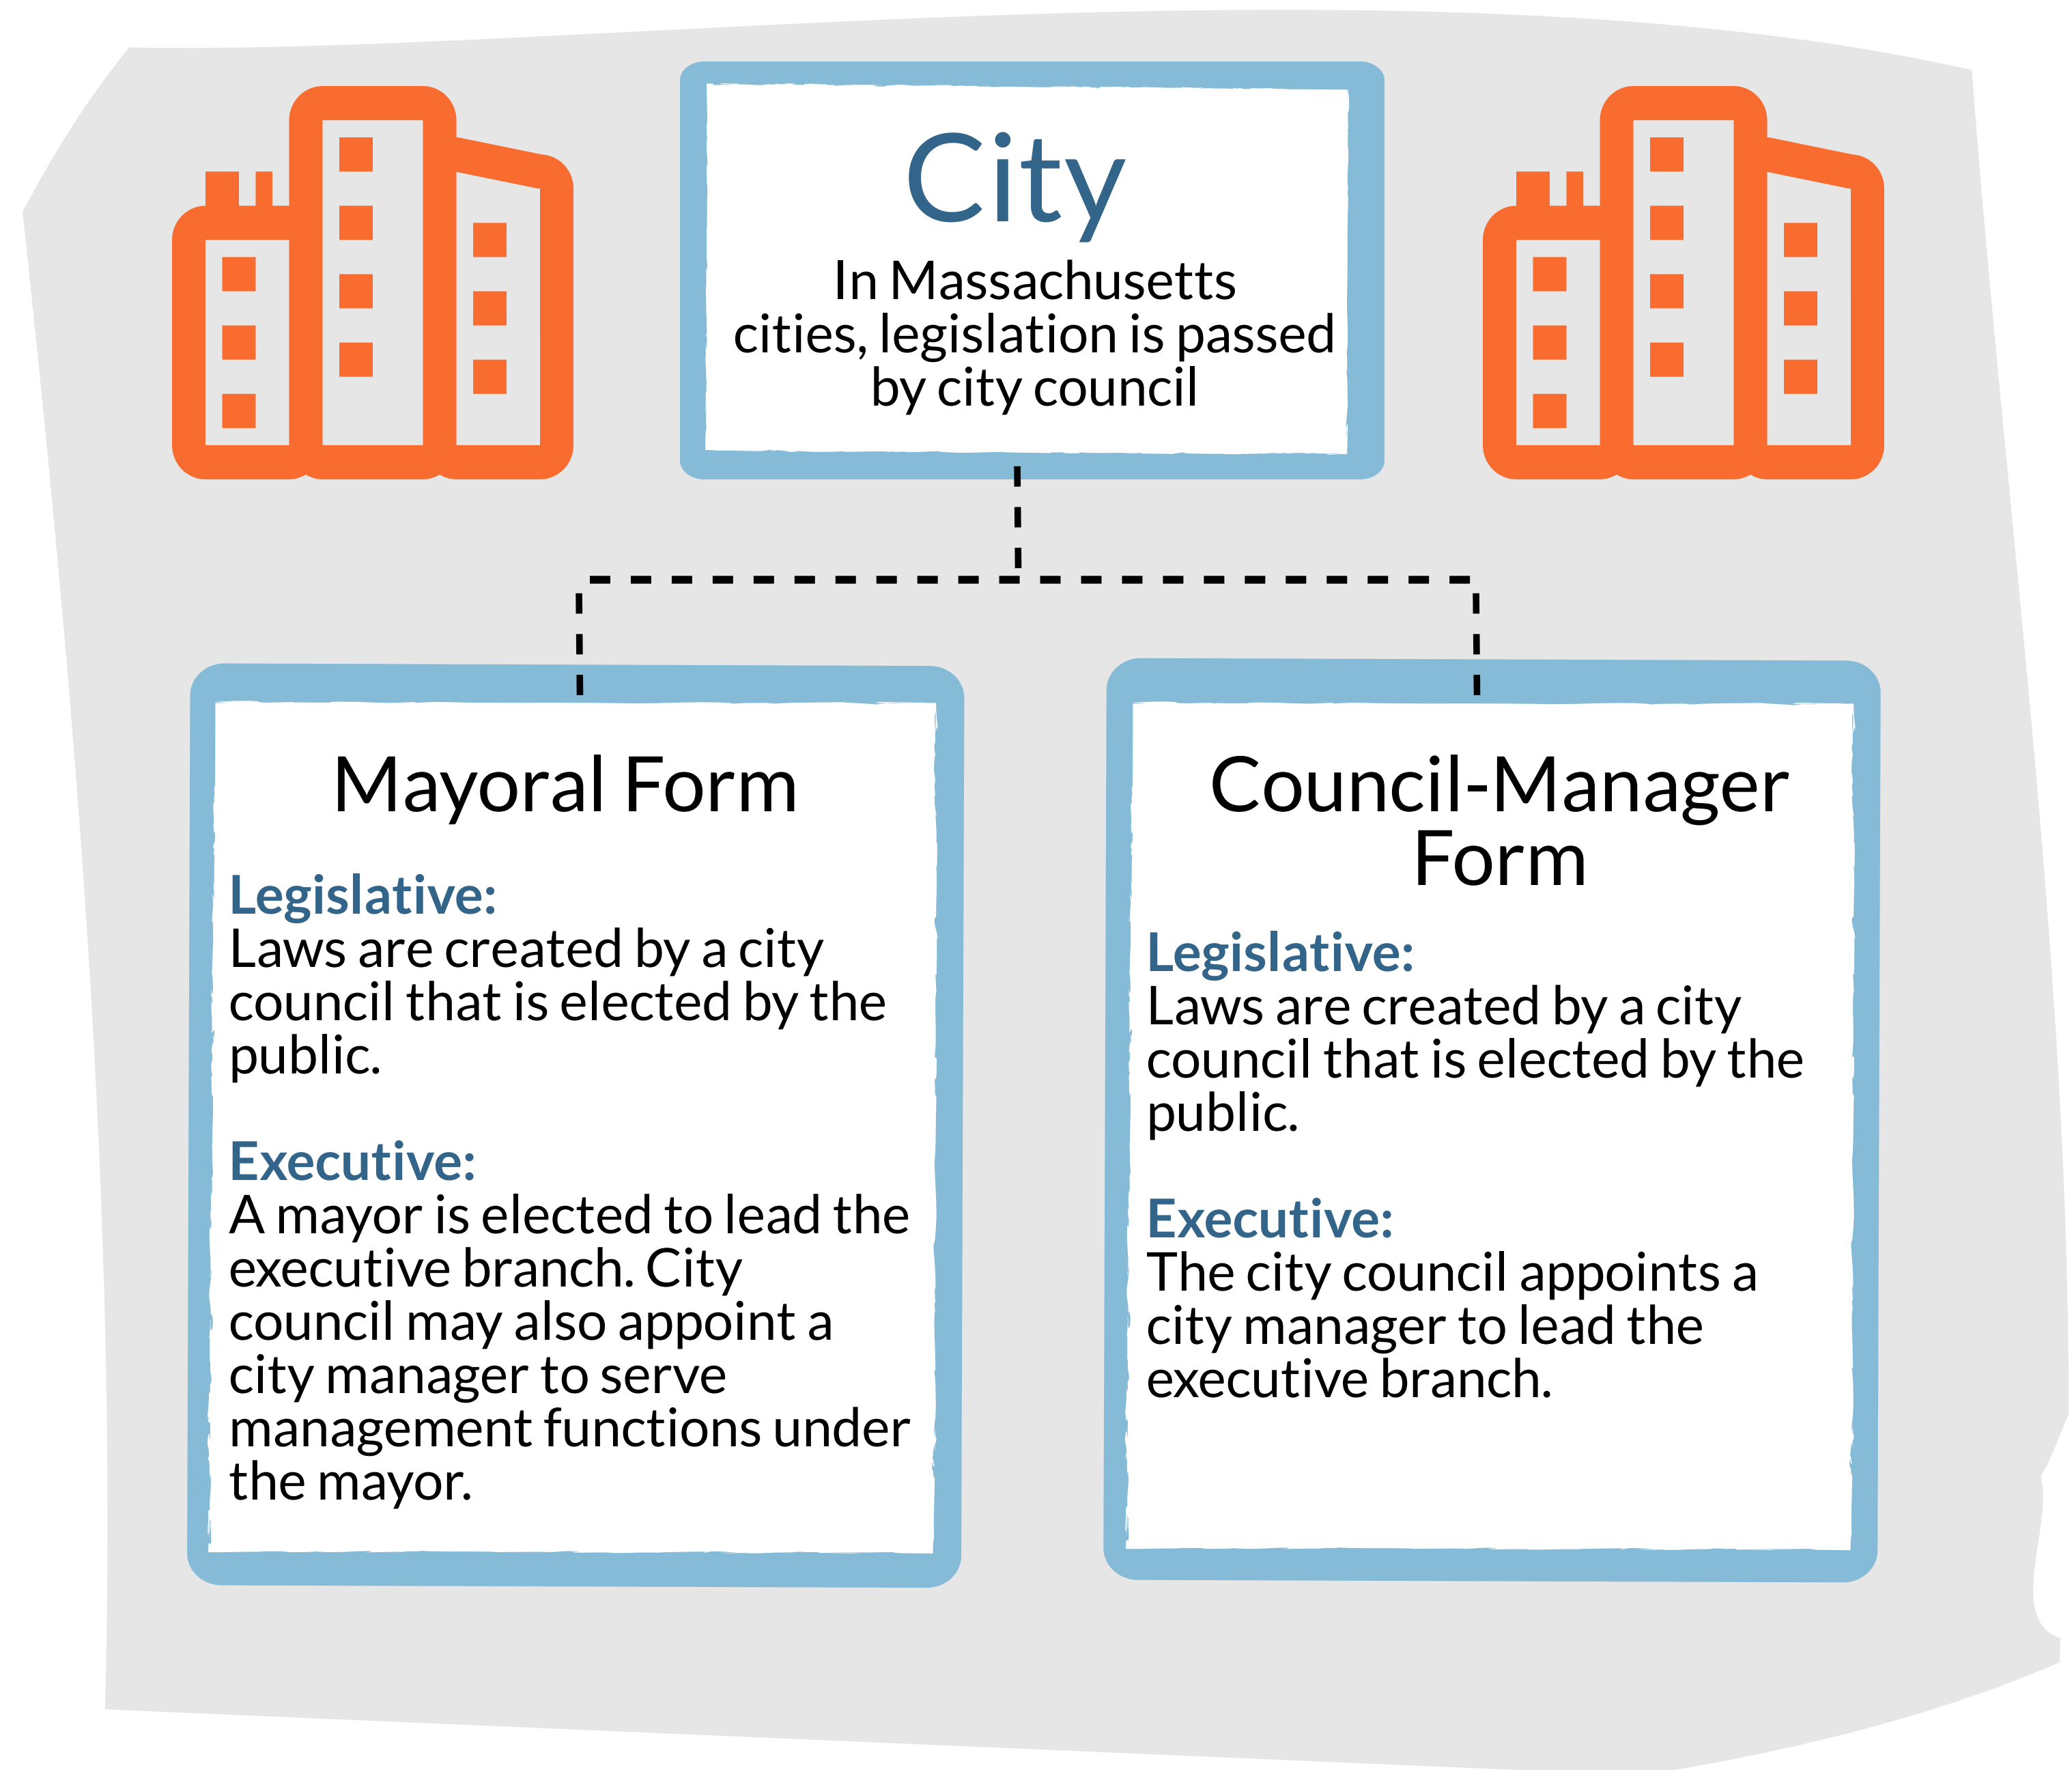 City
In Massachusetts
cities, legislation is passed
by city council
Mayoral Form
Legislative:
Laws are created by a city
council that is elected by the
public.
Executive:
A mayor is elected to lead the
executive branch. City
council may also appoint a
city manager to serve
management functions under
the mayor.
Council-Manager
Form
Legislative:
Laws are created by a city
council that is elected by the
public.
Executive:
The city council appoints a
city manager to lead the
executive branch.